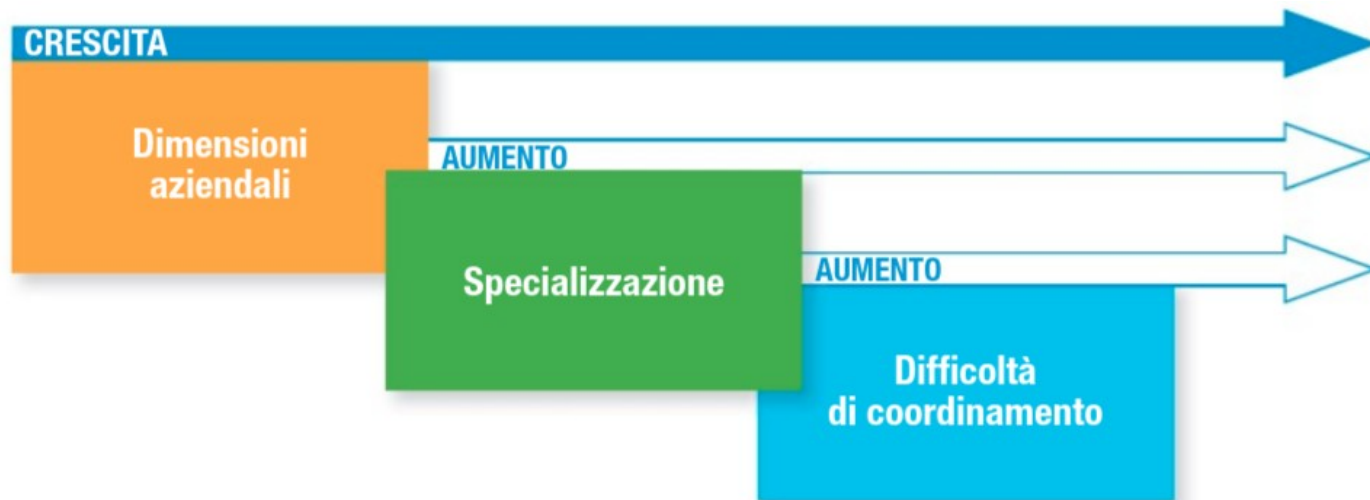 CRESCITA
Dimensioni
aziendali
AUMENTO
Specializzazione
AUMENTO
Difficoltà
di coordinamento